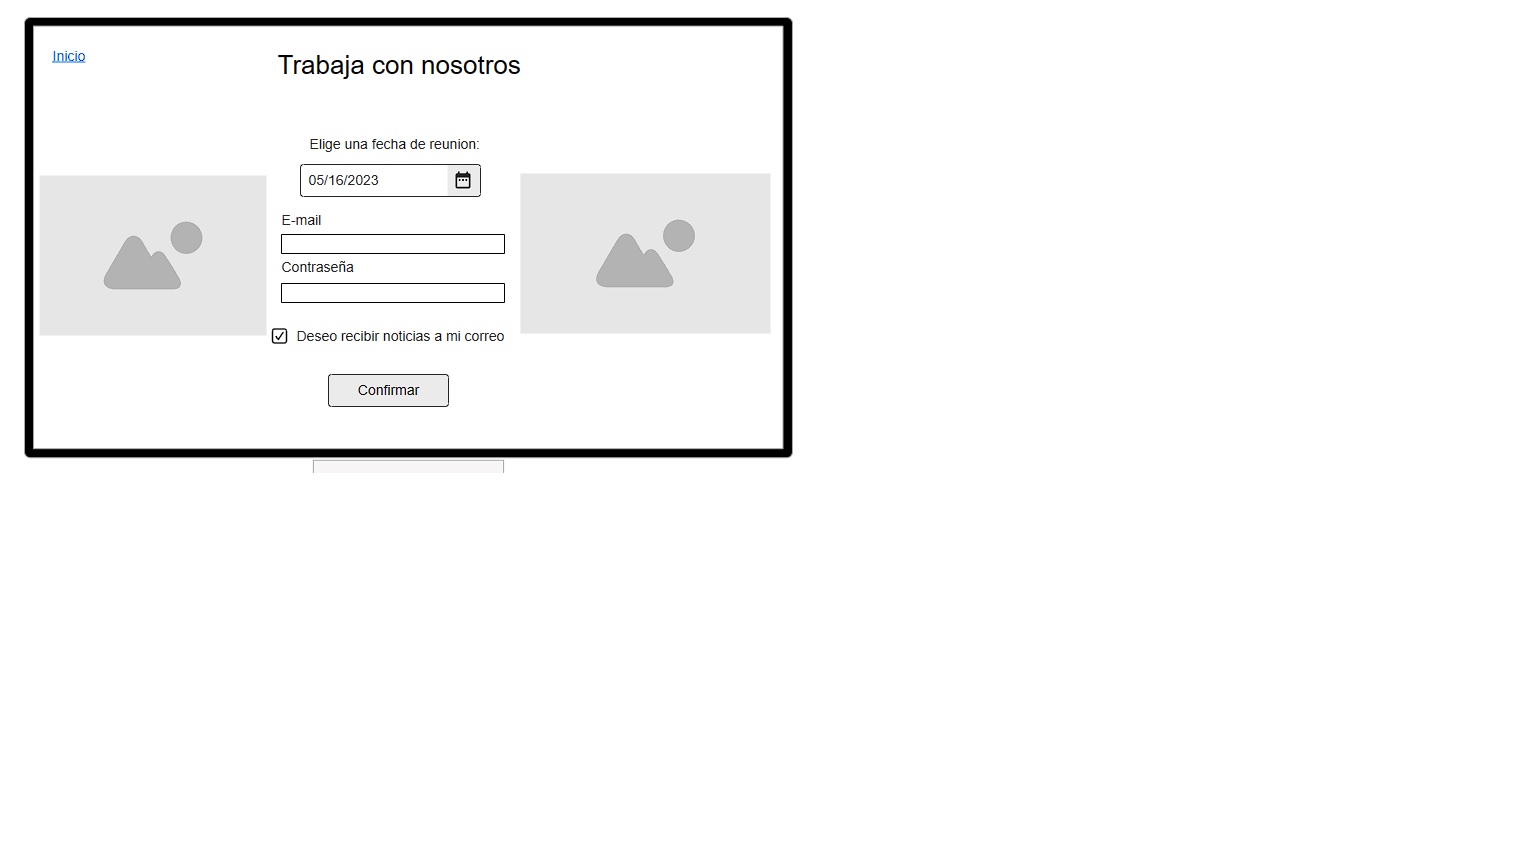 Inicio
Trabaja con nosotros
Elige una fecha de reunion:
05/16/2023
E-mail
Contraseña
Deseo recibir noticias a mi correo
Confirmar